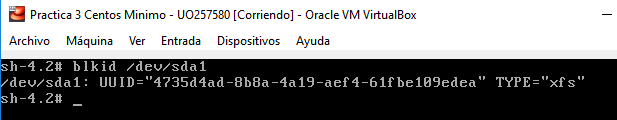 Practica 3 Centos Minimo - UO257580 [Corriendo] - Oracle VM VirtualBox
Archivo Máquina Ver Entrada Dispositivos Ayuda
sh-4.2# blkid /dev/sda1
/dev/sda1: UUID="4735d4ad-8b8a-4a19-aef4-61fbe109edea" TYPE="xfs"
sh-4.2# _